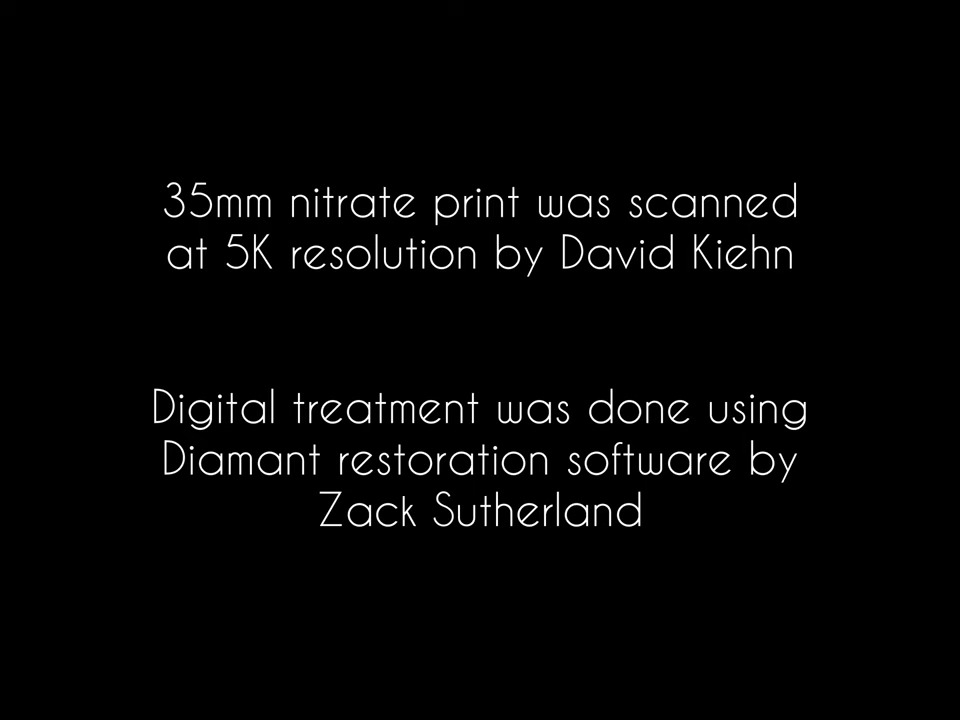 35mm nitrate print was scanned
at 5K resolution by David Kiehn
Digital treatment was done using
Diamant restoration software by
Zack Sutherland